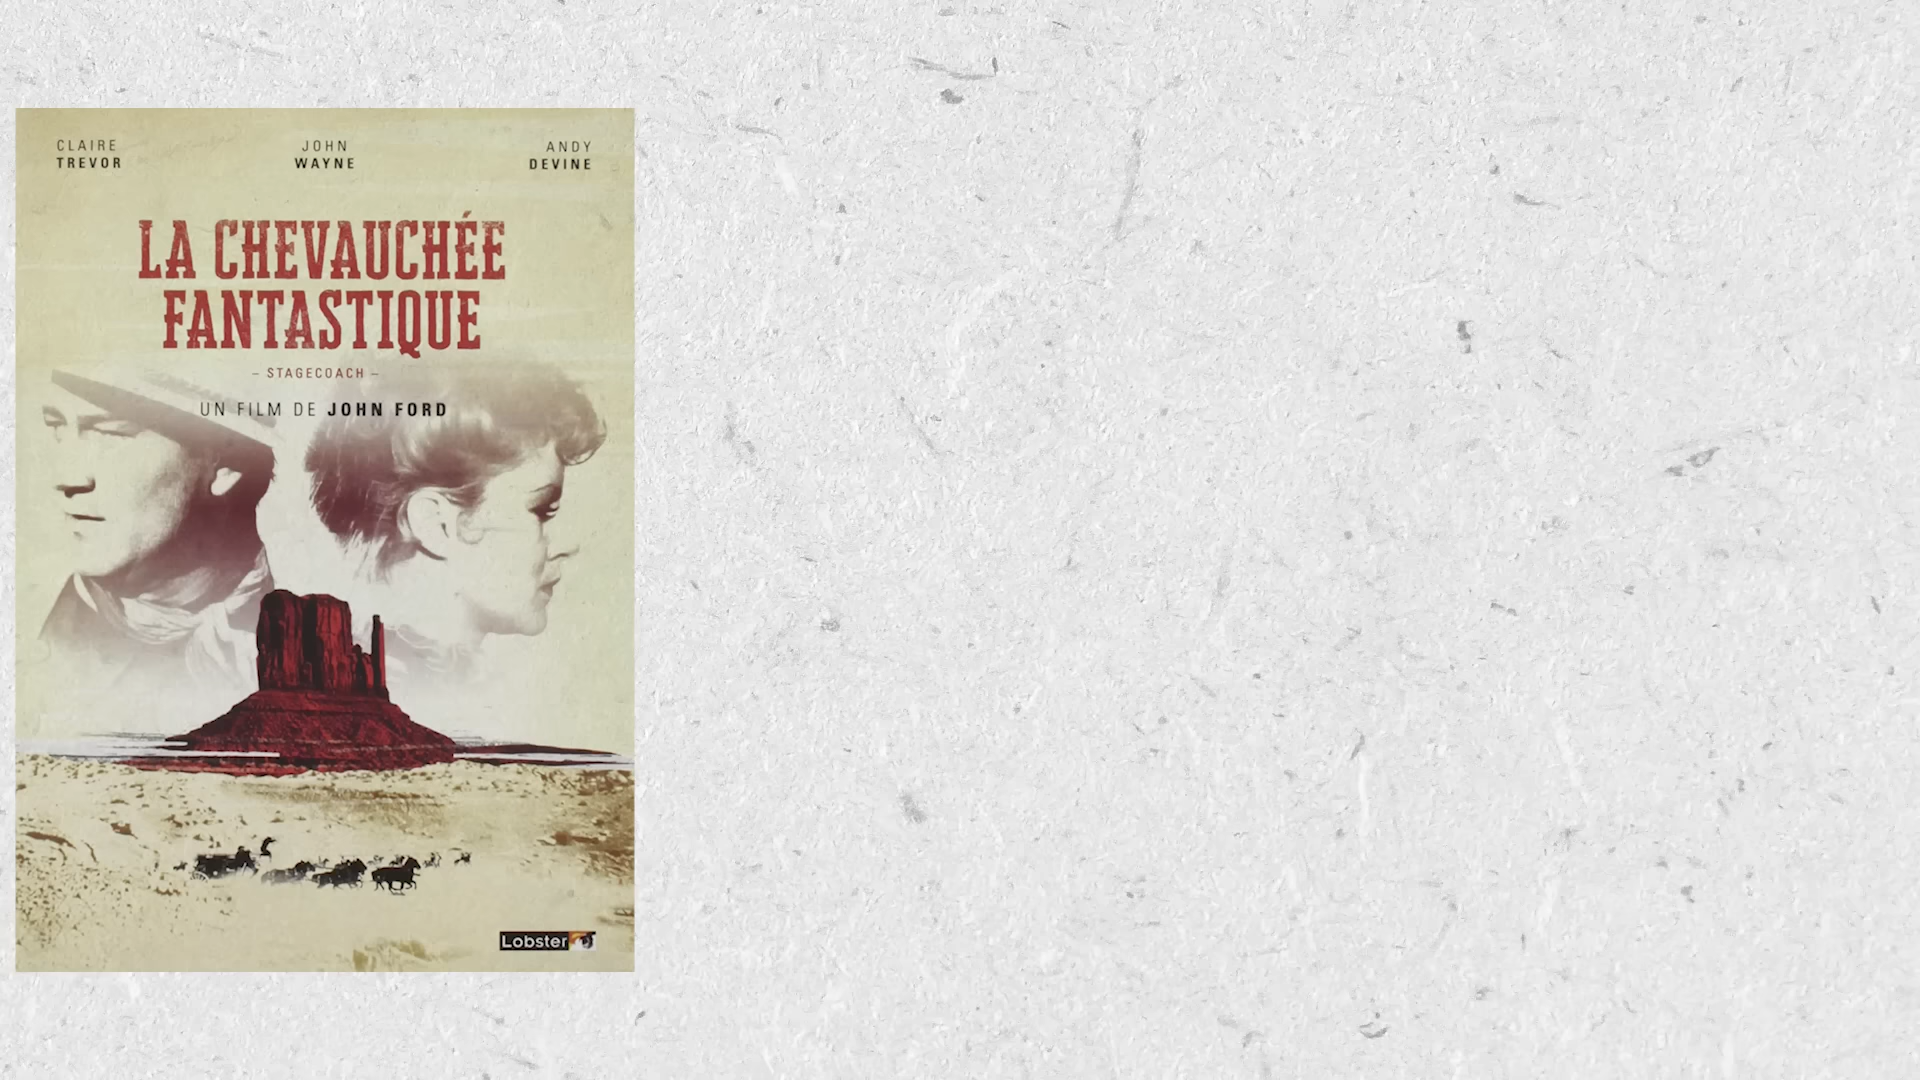 CLAIRE TREVOR
JOHN WAYNE
ANDY DEVINE
LA CHEVAUCHÉE
FANTASTIQUE
– STAGECOACH –
UN FILM DE JOHN FORD
Lobster